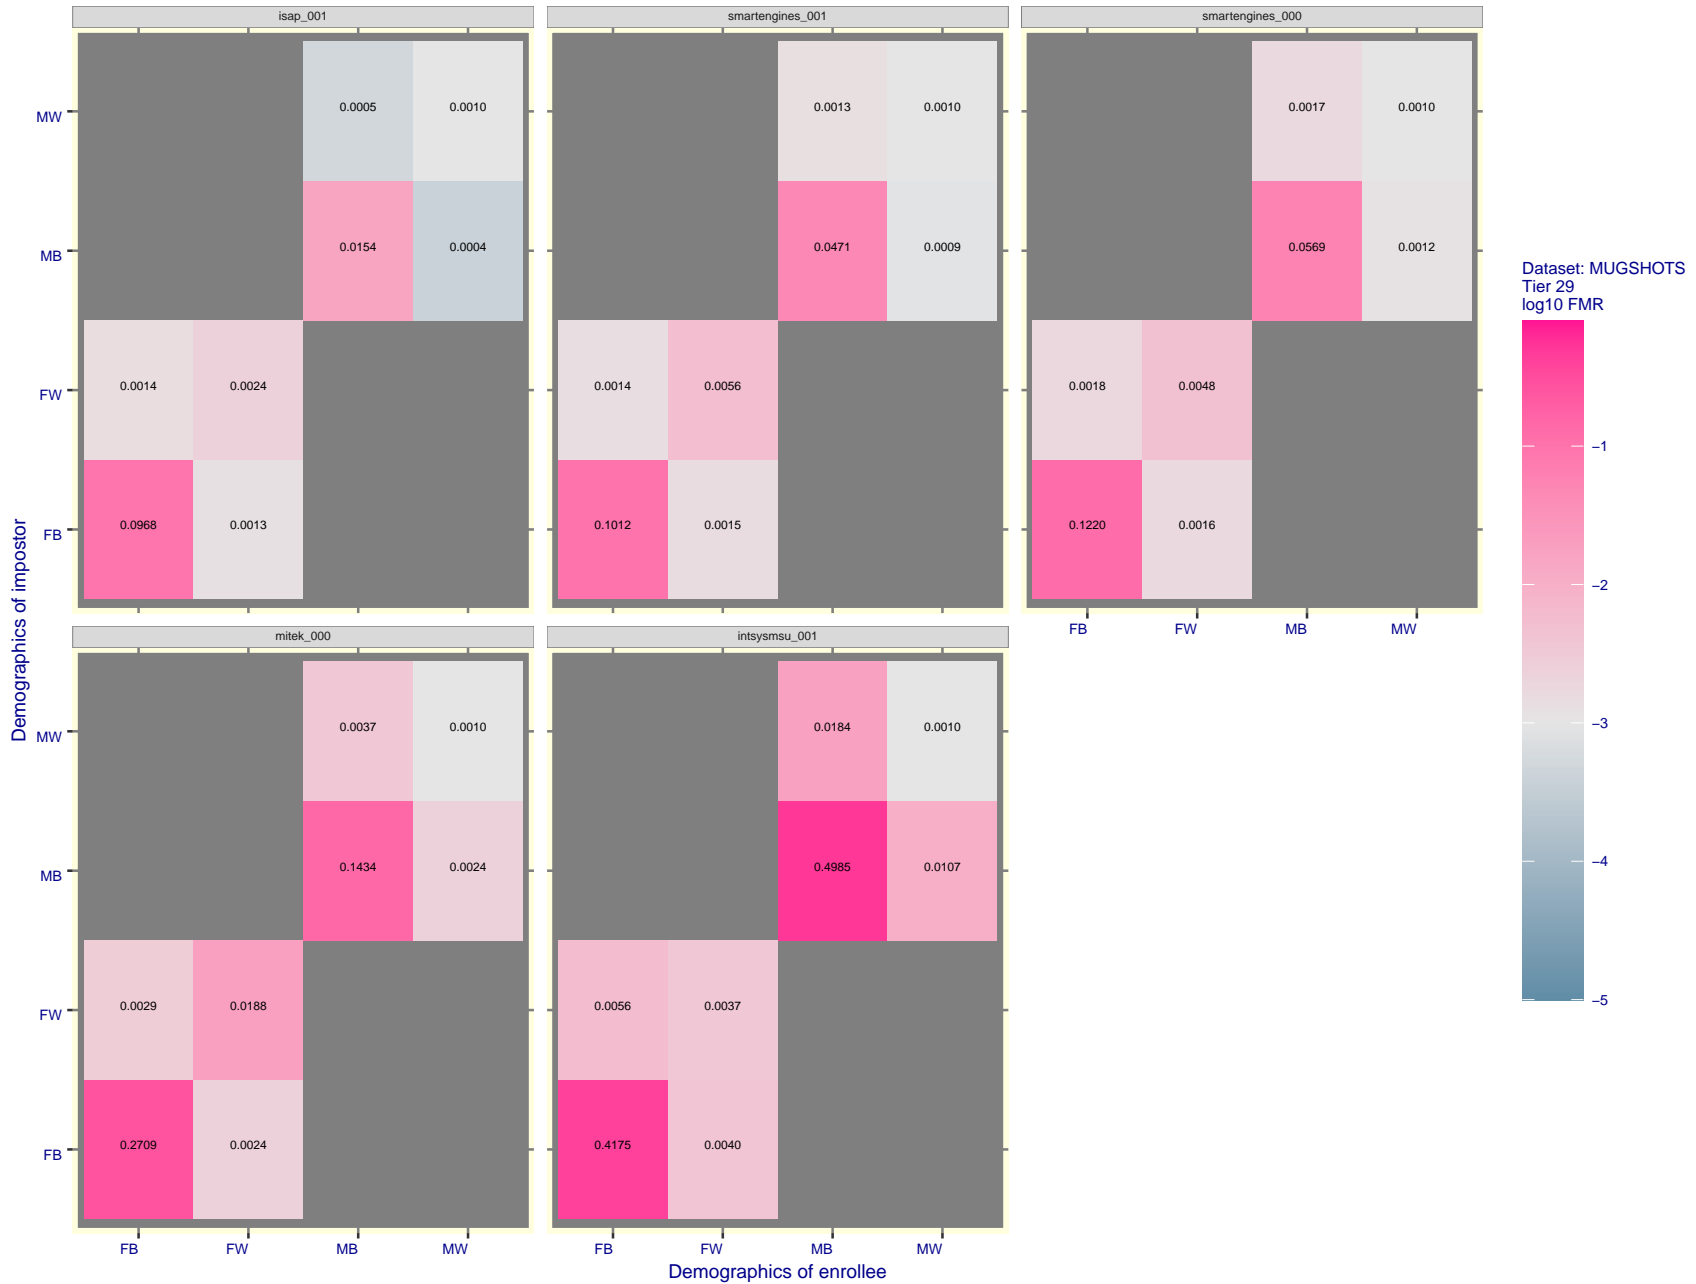 isap_001 smartengines_001 smartengines_000
MW 0.0005 0.0010 0.0013 0.0010 0.0017 0.0010
MB 0.0154 0.0004 0.0471 0.0009 0.0569 0.0012
FW 0.0014 0.0024 0.0014 0.0056 0.0018 0.0048
FB 0.0968 0.0013 0.1012 0.0015 0.1220 0.0016
FB FW MB MW
mitek_000 intsysmsu_001
MW 0.0037 0.0010 0.0184 0.0010
MB 0.1434 0.0024 0.4985 0.0107
FW 0.0029 0.0188 0.0056 0.0037
FB 0.2709 0.0024 0.4175 0.0040
FB FW MB MW FB FW MB MW
Demographics of enrollee
Demographics of impostor
Dataset: MUGSHOTS
Tier 29
log10 FMR
−1
−2
−3
−4
−5